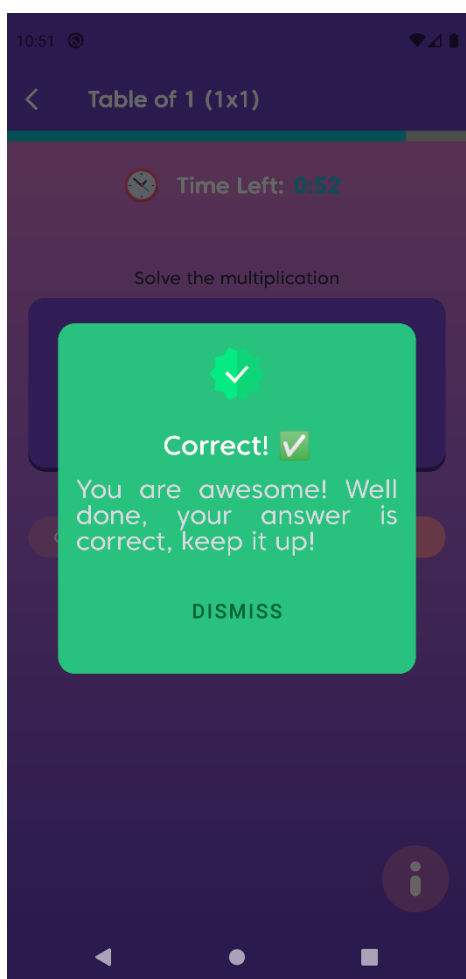 10:51
Table of 1 (1x1)
Time Left: 0:52
Solve the multiplication
Correct! ✅
You are awesome! Well
done, your answer is
correct, keep it up!
DISMISS